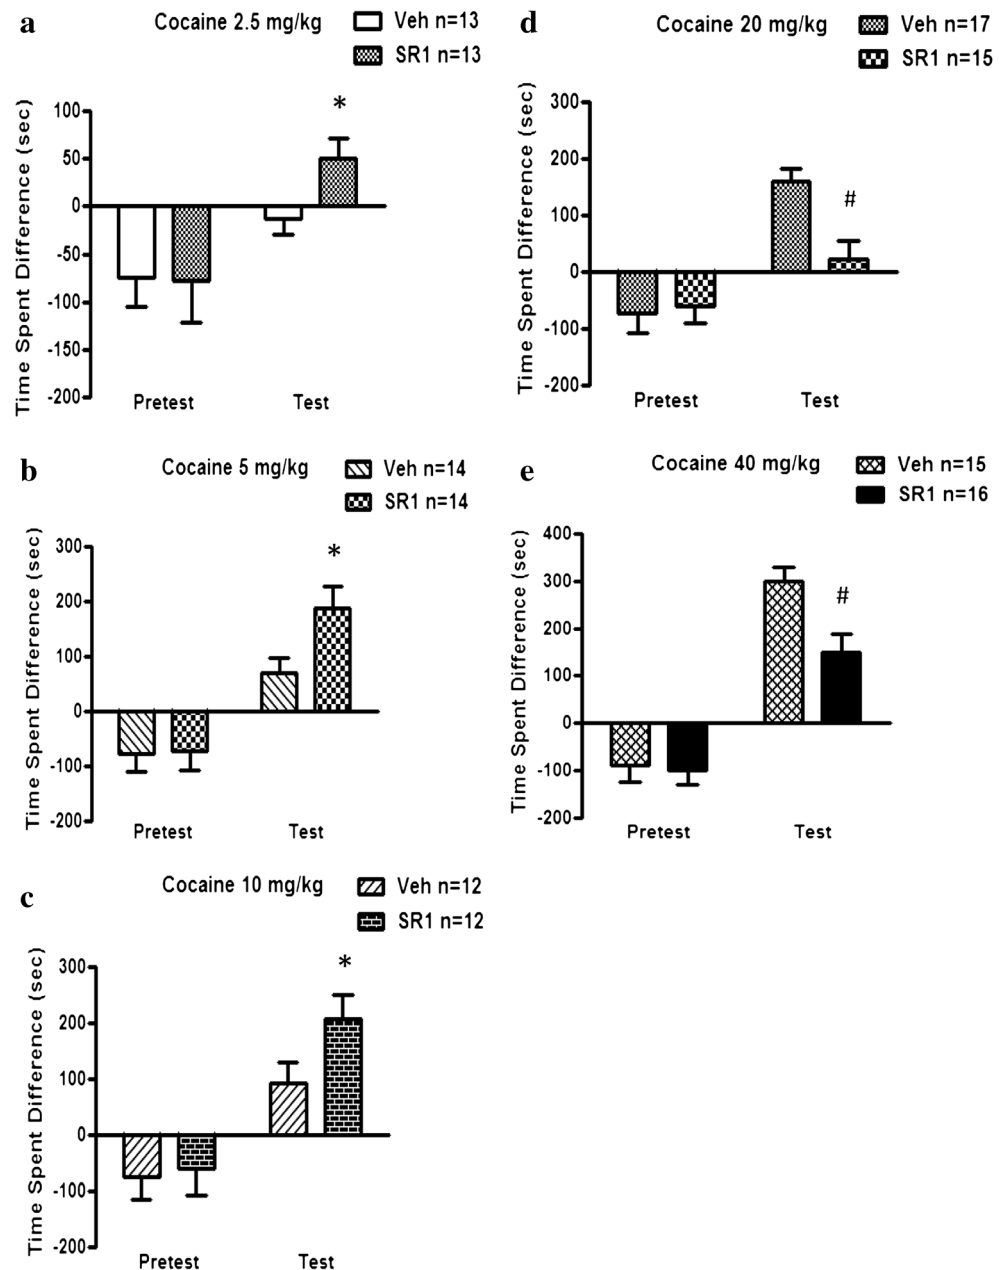 a
Cocaine 2.5 mg/kg
Veh n=13
SR1 n=13
Time Spent Difference (sec)
100
50
0
-50
-100
-150
-200
*
Pretest
Test
b
Cocaine 5 mg/kg
Veh n=14
SR1 n=14
Time Spent Difference (sec)
300
200
100
0
-100
-200
*
Pretest
Test
c
Cocaine 10 mg/kg
Veh n=12
SR1 n=12
Time Spent Difference (sec)
300
200
100
0
-100
-200
*
Pretest
Test
d
Cocaine 20 mg/kg
Veh n=17
SR1 n=15
Time Spent Difference (sec)
300
200
100
0
-100
-200
#
Pretest
Test
e
Cocaine 40 mg/kg
Veh n=15
SR1 n=16
Time Spent Difference (sec)
400
300
200
100
0
-100
-200
#
Pretest
Test